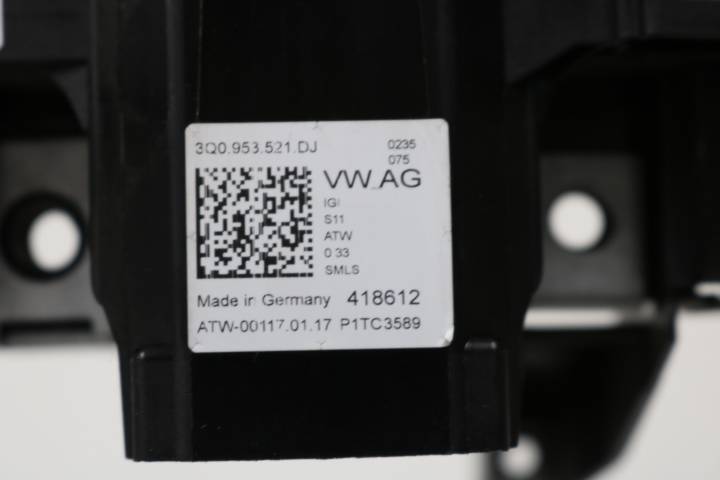 3Q0.953.521.DJ
0235
075
VW AG
IGI
S11
ATW
0 33
SMLS
Made in Germany 418612
ATW-00117.01.17 P1TC3589